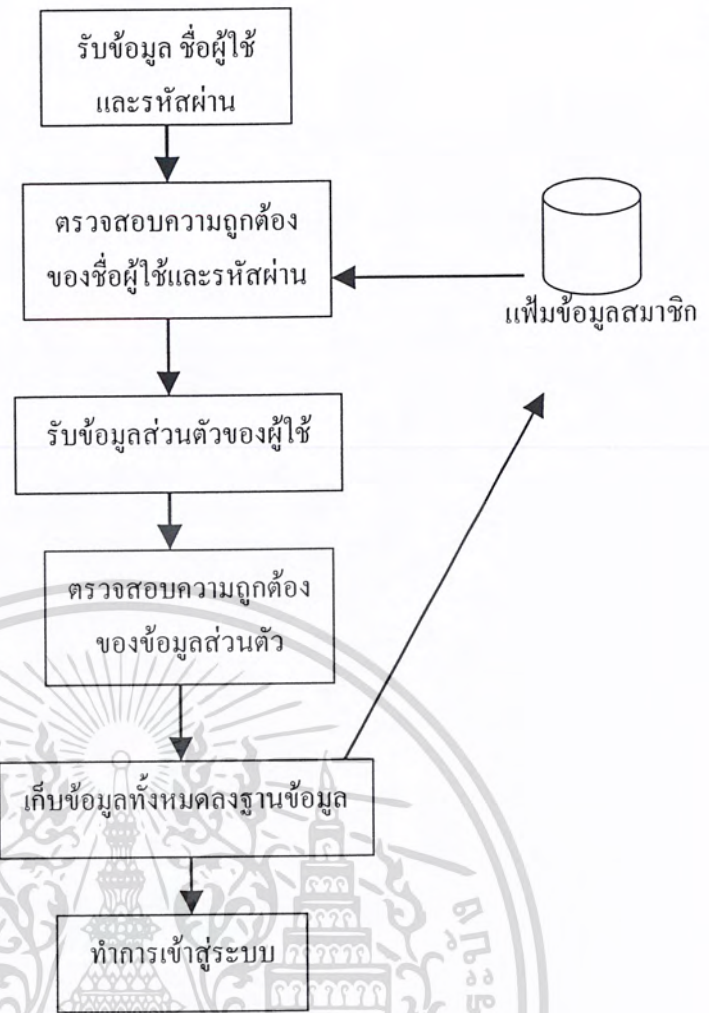 รับข้อมูล ชื่อผู้ใช้
และรหัสผ่าน
ตรวจสอบความถูกต้อง
ของชื่อผู้ใช้และรหัสผ่าน
แฟ้มข้อมูลสมาชิก
รับข้อมูลส่วนตัวของผู้ใช้
ตรวจสอบความถูกต้อง
ของข้อมูลส่วนตัว
เก็บข้อมูลทั้งหมดลงฐานข้อมูล
ทำการเข้าสู่ระบบ